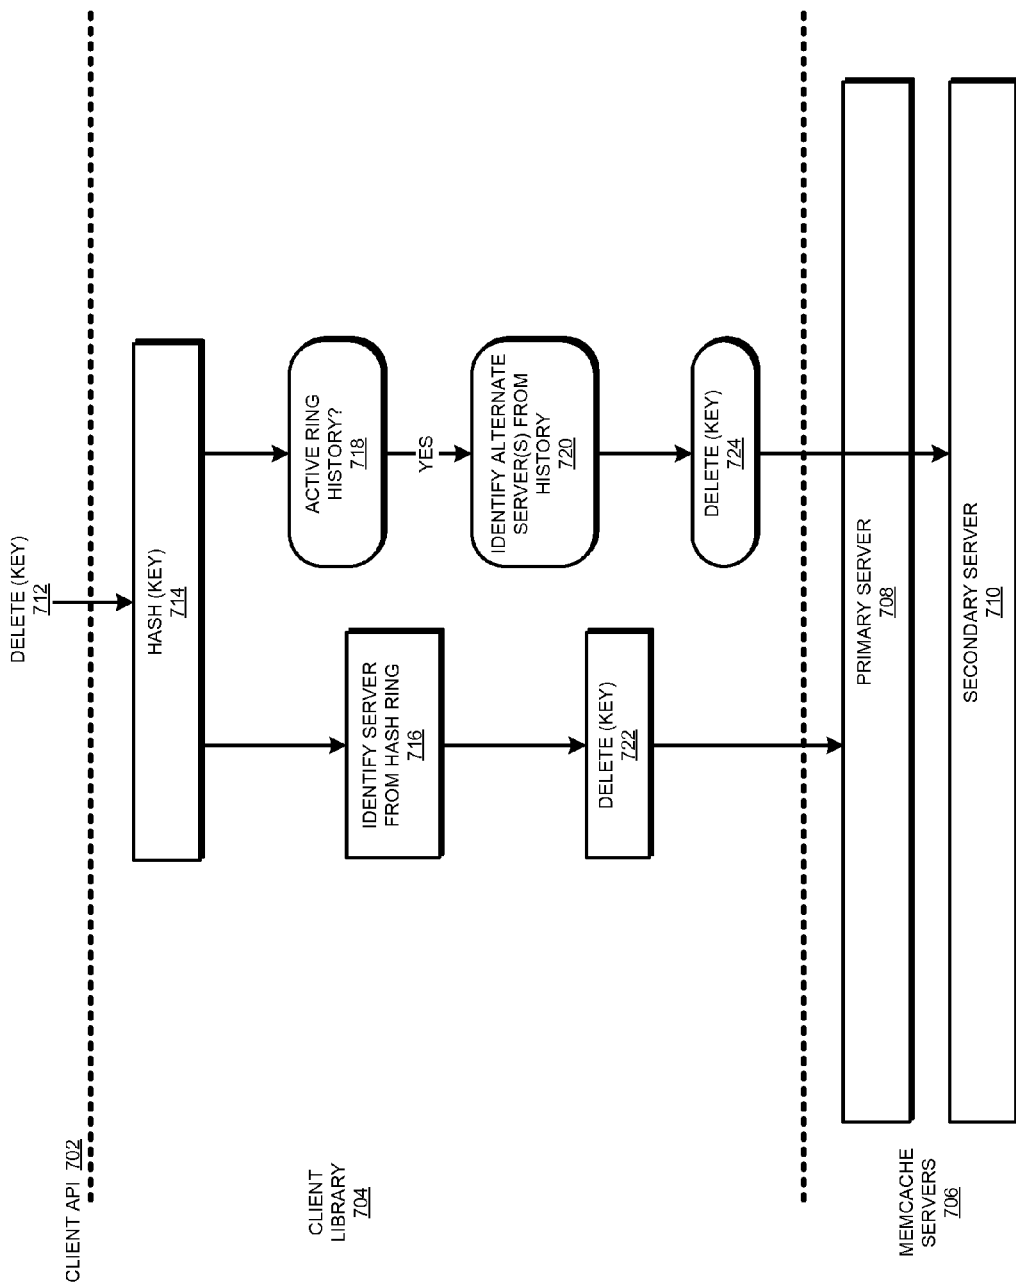 DELETE (KEY)
712
CLIENT API 702
HASH (KEY)
714
CLIENT
LIBRARY
704
IDENTIFY SERVER
FROM HASH RING
716
ACTIVE RING
HISTORY?
718
YES
IDENTIFY ALTERNATE
SERVER(S) FROM
HISTORY
720
DELETE (KEY)
722
DELETE (KEY)
724
MEMCACHE
SERVERS
706
PRIMARY SERVER
708
SECONDARY SERVER
710